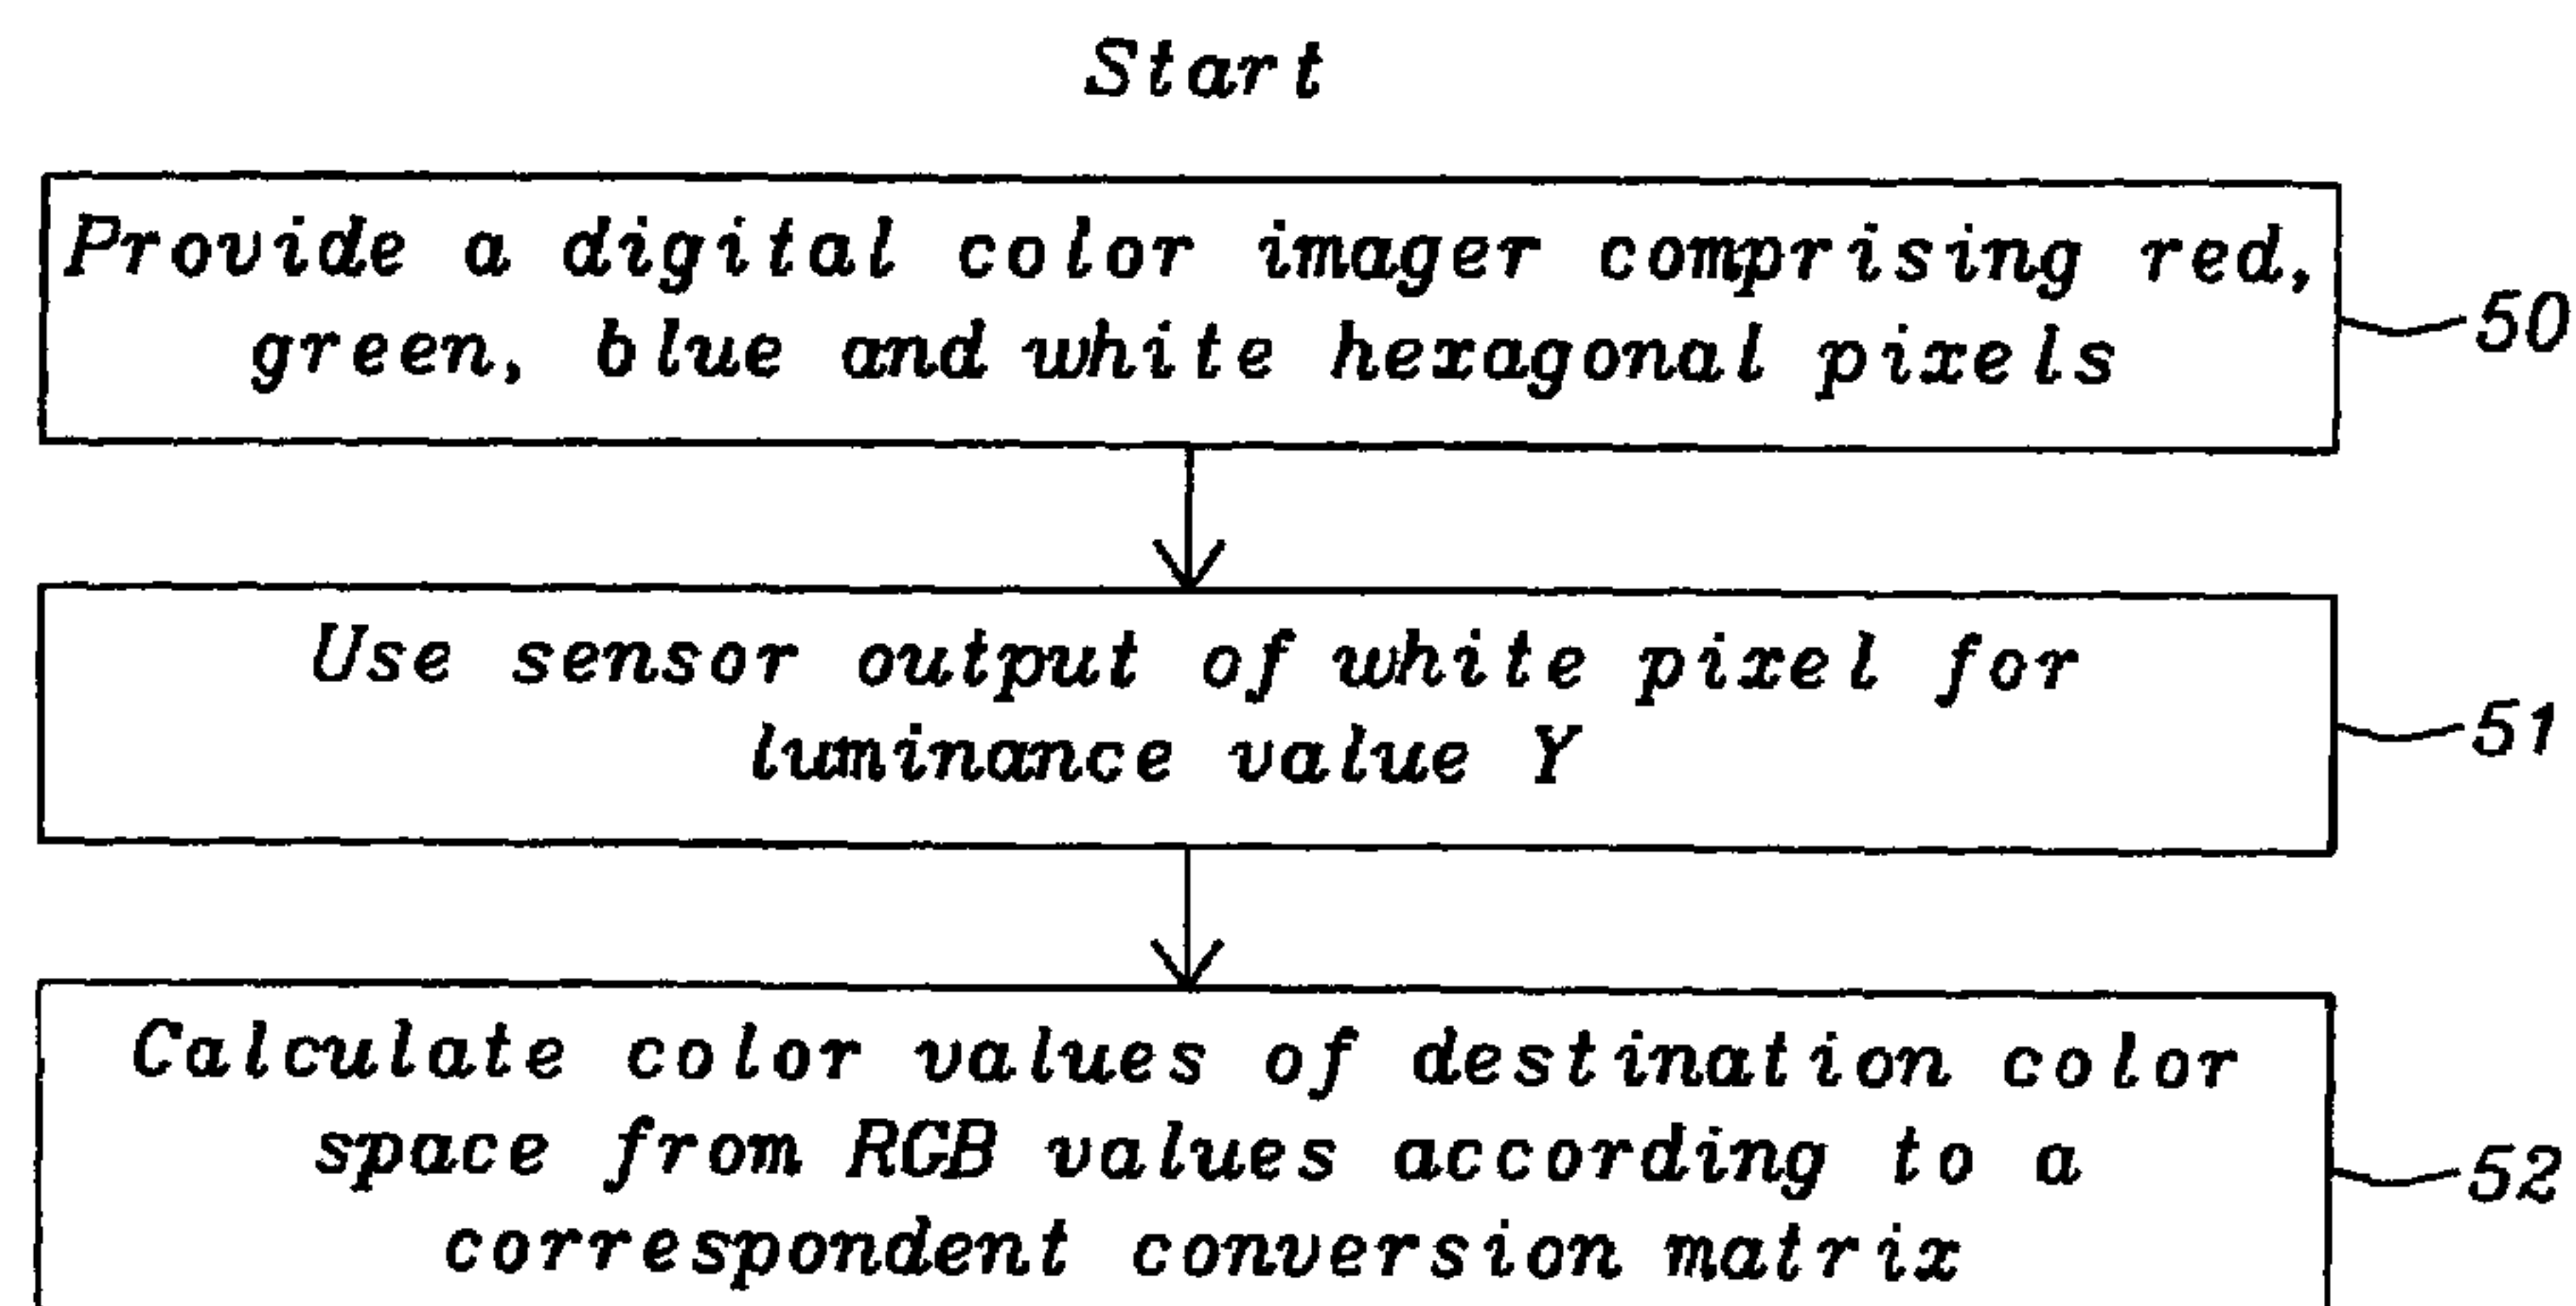 Start
Provide a digital color imager comprising red,
green, blue and white hexagonal pixels
50
Use sensor output of white pixel for
luminance value Y
51
Calculate color values of destination color
space from RGB values according to a
correspondent conversion matrix
52